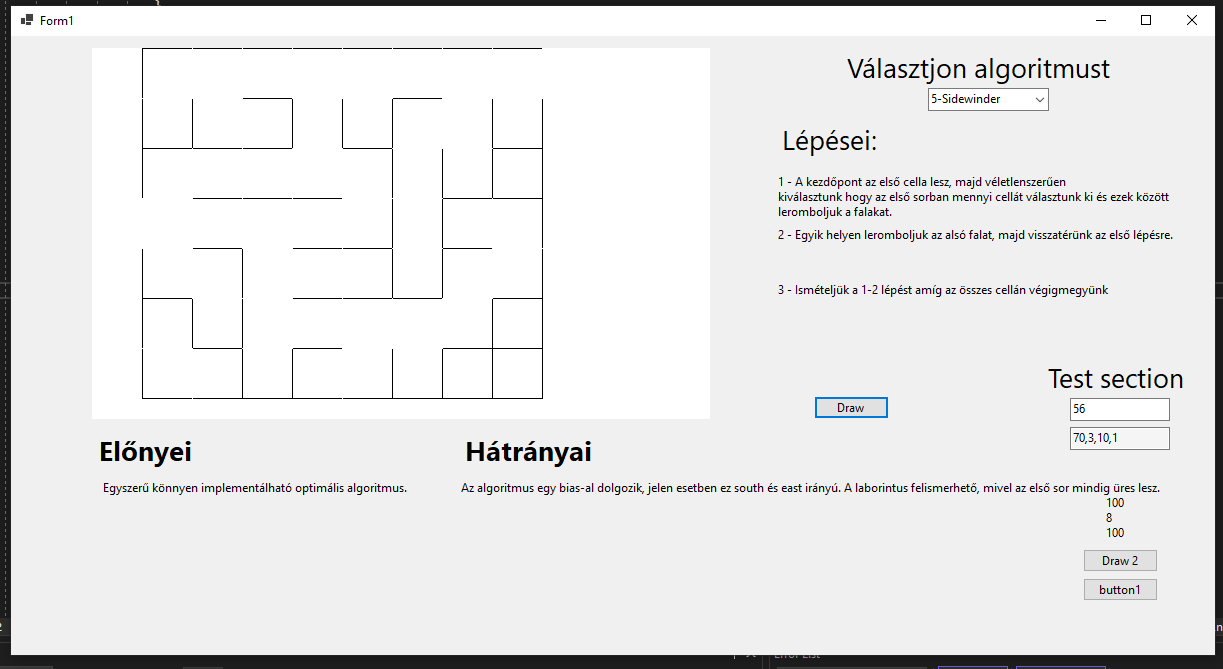 Form1
Választjon algoritmust
5-Sidewinder
Lépései:
1 - A kezdőpont az első cella lesz, majd véletlenszerűen
kiválasztunk hogy az első sorban mennyi cellát választunk ki és ezek között
leromboljuk a falakat.
2 - Egyik helyen leromboljuk az alsó falat, majd visszatérünk az első lépésre.
3 - Ismételjük a 1-2 lépést amíg az összes cellán végigmegyünk
Test section
Draw
56
70,3,10,1
Előnyei
Hátrányai
Egyszerű könnyen implementálható optimális algoritmus.
Az algoritmus egy bias-al dolgozik, jelen esetben ez south és east irányú. A laborintus felismerhető, mivel az első sor mindig üres lesz.
100
8
100
Draw 2
button1